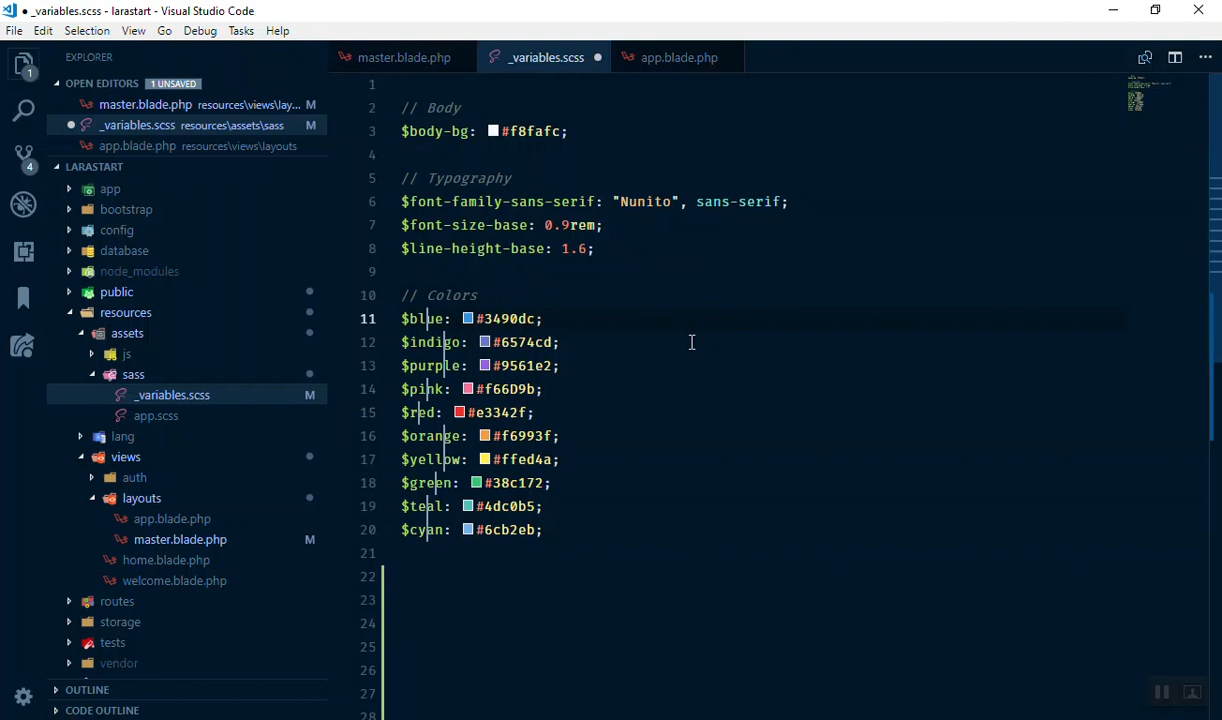 ● _variables.scss - larastart - Visual Studio Code
File Edit Selection View Go Debug Tasks Help
EXPLORER
OPEN EDITORS 1 UNSAVED
master.blade.php resources\views\lay... M
● _variables.scss resources\assets\sass M
app.blade.php resources\views\layouts
LARASTART
app
bootstrap
config
database
node_modules
public
resources
assets
js
sass
_variables.scss M
app.scss
lang
views
auth
layouts
app.blade.php
master.blade.php M
home.blade.php
welcome.blade.php
routes
storage
tests
vendor
OUTLINE
CODE OUTLINE
1
4
master.blade.php _variables.scss ● app.blade.php
1
2 // Body
3 $body-bg: #f8fafc;
4
5 // Typography
6 $font-family-sans-serif: "Nunito", sans-serif;
7 $font-size-base: 0.9rem;
8 $line-height-base: 1.6;
9
10 // Colors
11 $blue: #3490dc;
12 $indigo: #6574cd;
13 $purple: #9561e2;
14 $pink: #f66D9b;
15 $red: #e3342f;
16 $orange: #f6993f;
17 $yellow: #ffed4a;
18 $green: #38c172;
19 $teal: #4dc0b5;
20 $cyan: #6cb2eb;
21
22
23
24
25
26
27
28